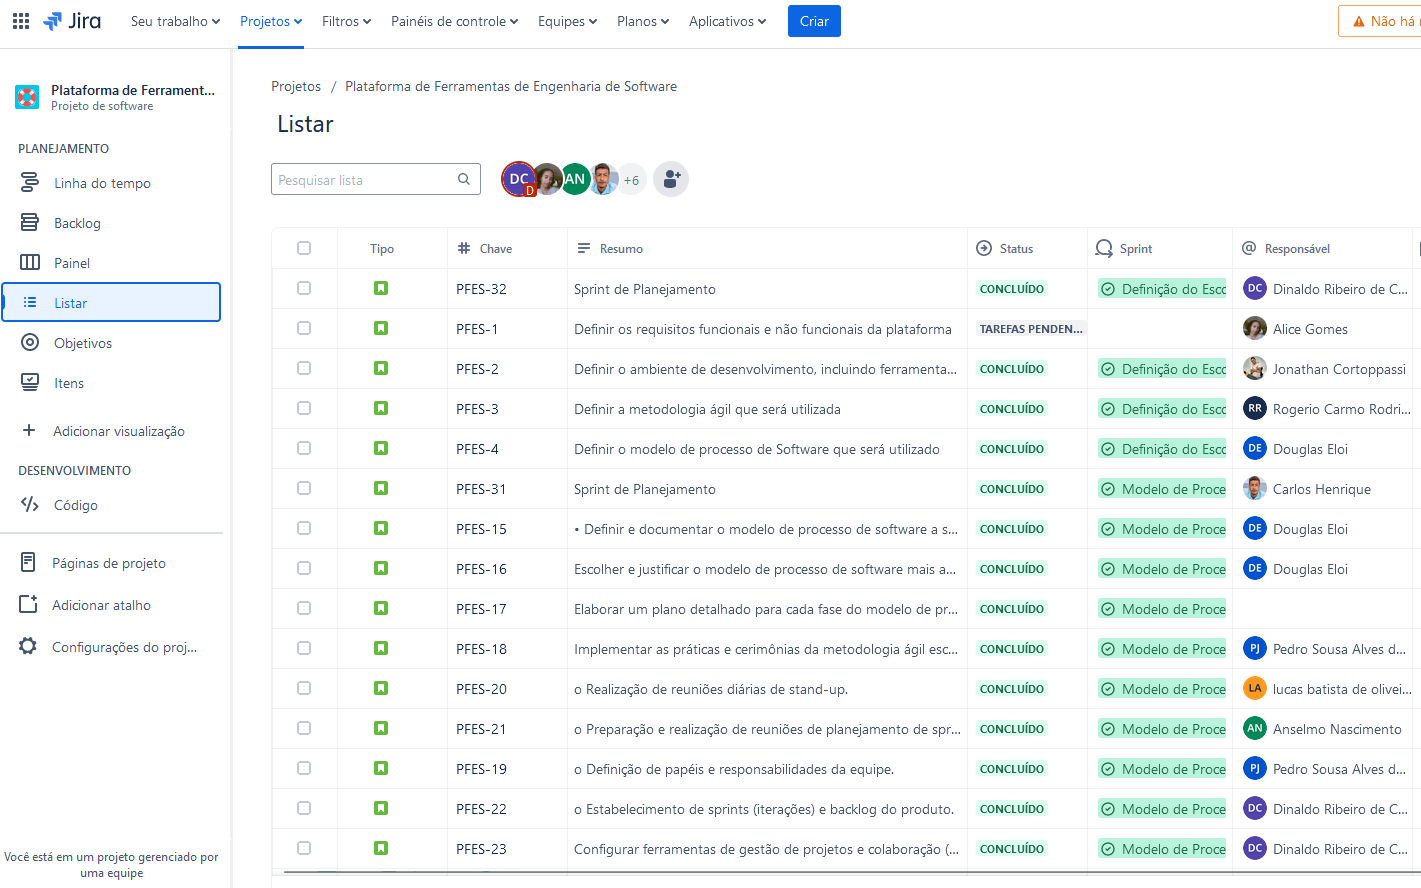 Jira Seu trabalho Projetos Filtros Painéis de controle Equipes Planos Aplicativos Criar Não há
Plataforma de Ferrament...
Projeto de software
PLANEJAMENTO
Linha do tempo
Backlog
Painel
Listar
Objetivos
Itens
Adicionar visualização
DESENVOLVIMENTO
Código
Páginas de projeto
Adicionar atalho
Configurações do proj...
Você está em um projeto gerenciado por
uma equipe
Projetos / Plataforma de Ferramentas de Engenharia de Software
Listar
Pesquisar lista DC D AN +6
Tipo Chave Resumo Status Sprint Responsável
PFES-32 Sprint de Planejamento CONCLUÍDO Definição do Esco DC Dinaldo Ribeiro de C...
PFES-1 Definir os requisitos funcionais e não funcionais da plataforma TAREFAS PENDEN... Alice Gomes
PFES-2 Definir o ambiente de desenvolvimento, incluindo ferramenta... CONCLUÍDO Definição do Esco Jonathan Cortoppassi
PFES-3 Definir a metodologia ágil que será utilizada CONCLUÍDO Definição do Esco RR Rogerio Carmo Rodri...
PFES-4 Definir o modelo de processo de Software que será utilizado CONCLUÍDO Definição do Esco DE Douglas Eloi
PFES-31 Sprint de Planejamento CONCLUÍDO Modelo de Proce Carlos Henrique
PFES-15 • Definir e documentar o modelo de processo de software a s... CONCLUÍDO Modelo de Proce DE Douglas Eloi
PFES-16 Escolher e justificar o modelo de processo de software mais a... CONCLUÍDO Modelo de Proce DE Douglas Eloi
PFES-17 Elaborar um plano detalhado para cada fase do modelo de pr... CONCLUÍDO Modelo de Proce
PFES-18 Implementar as práticas e cerimônias da metodologia ágil esc... CONCLUÍDO Modelo de Proce PJ Pedro Sousa Alves d...
PFES-20 o Realização de reuniões diárias de stand-up. CONCLUÍDO Modelo de Proce LA lucas batista de olivei...
PFES-21 o Preparação e realização de reuniões de planejamento de spr... CONCLUÍDO Modelo de Proce AN Anselmo Nascimento
PFES-19 o Definição de papéis e responsabilidades da equipe. CONCLUÍDO Modelo de Proce PJ Pedro Sousa Alves d...
PFES-22 o Estabelecimento de sprints (iterações) e backlog do produto. CONCLUÍDO Modelo de Proce DC Dinaldo Ribeiro de C...
PFES-23 Configurar ferramentas de gestão de projetos e colaboração (... CONCLUÍDO Modelo de Proce DC Dinaldo Ribeiro de C...